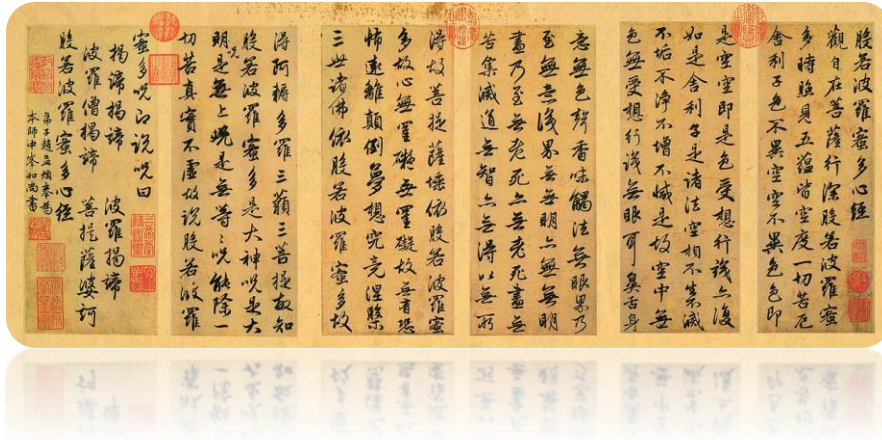 般若波羅蜜多心經
觀自在菩薩行深般若波羅蜜
多時照見五蘊皆空度一切苦厄
舍利子色不異空空不異色色即
是空空即是色受想行識亦復
如是舍利子是諸法空相不生不滅
不垢不淨不增不減是故空中無
色無受想行識無眼耳鼻舌身
意無色聲香味觸法無眼界乃
至無意識界無無明亦無無明
盡乃至無老死亦無老死盡無
苦集滅道無智亦無得以無所
得故菩提薩埵依般若波羅蜜
多故心無罣礙無罣礙故無有恐
怖遠離顛倒夢想究竟涅槃
三世諸佛依般若波羅蜜多故
得阿耨多羅三藐三菩提故知
般若波羅蜜多是大神咒是大
明咒是無上咒是無等々咒能除一
切苦真實不虛故說般若波羅
蜜多咒即說咒曰
揭諦揭諦 波羅揭諦
波羅僧揭諦 菩提薩婆訶
般若波羅蜜多心經
弟子趙孟頫奉為
本師中峯和尚書